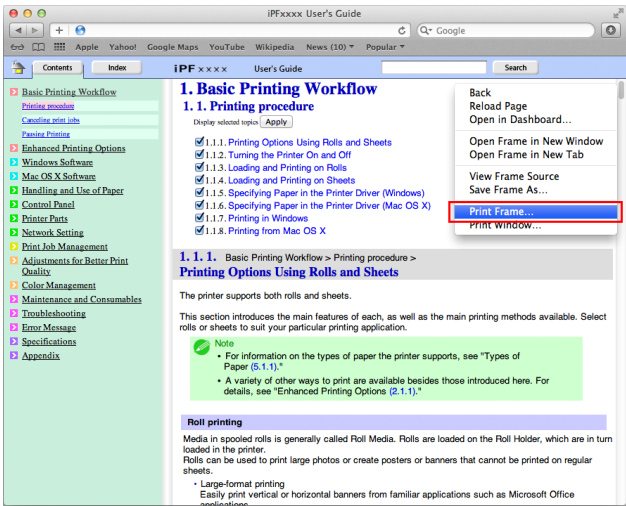 iPFxxxx User's Guide
Google
Apple Yahoo! Google Maps YouTube Wikipedia News (10) Popular
Contents Index iPF xxxx User's Guide Search
Basic Printing Workflow
Printing procedure
Canceling print jobs
Pausing Printing
Enhanced Printing Options
Windows Software
Mac OS X Software
Handling and Use of Paper
Control Panel
Printer Parts
Network Setting
Print Job Management
Adjustments for Better Print
Quality
Color Management
Maintenance and Consumables
Troubleshooting
Error Message
Specifications
Appendix
1. Basic Printing Workflow
1. 1. Printing procedure
Display selected topics Apply
1.1.1. Printing Options Using Rolls and Sheets
1.1.2. Turning the Printer On and Off
1.1.3. Loading and Printing on Rolls
1.1.4. Loading and Printing on Sheets
1.1.5. Specifying Paper in the Printer Driver (Windows)
1.1.6. Specifying Paper in the Printer Driver (Mac OS X)
1.1.7. Printing in Windows
1.1.8. Printing from Mac OS X
Back
Reload Page
Open in Dashboard...
Open Frame in New Window
Open Frame in New Tab
View Frame Source
Save Frame As...
Print Frame...
Print Window...
1. 1. 1. Basic Printing Workflow > Printing procedure >
Printing Options Using Rolls and Sheets
The printer supports both rolls and sheets.
This section introduces the main features of each, as well as the main printing methods available. Select
rolls or sheets to suit your particular printing application.
Note
• For information on the types of paper the printer supports, see "Types of
Paper (5.1.1)."
• A variety of other ways to print are available besides those introduced here. For
details, see "Enhanced Printing Options (2.1.1)."
Roll printing
Media in spooled rolls is generally called Roll Media. Rolls are loaded on the Roll Holder, which are in turn
loaded in the printer.
Rolls can be used to print large photos or create posters or banners that cannot be printed on regular
sheets.
• Large-format printing
Easily print vertical or horizontal banners from familiar applications such as Microsoft Office
applications.